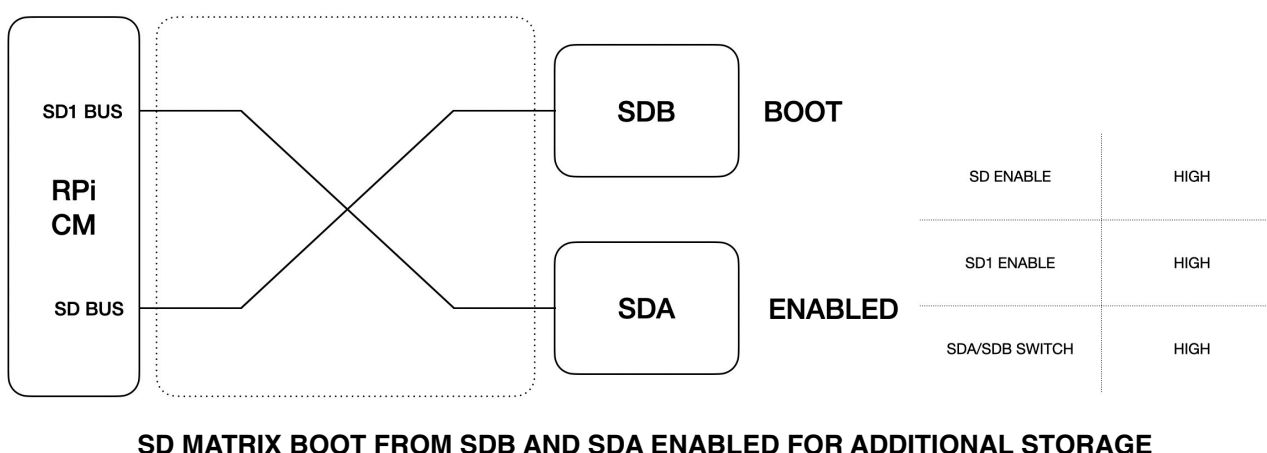 SD1 BUS
RPi
CM
SD BUS
SDB
BOOT
SDA
ENABLED
SD ENABLE HIGH
SD1 ENABLE HIGH
SDA/SDB SWITCH HIGH
SD MATRIX BOOT FROM SDB AND SDA ENABLED FOR ADDITIONAL STORAGE